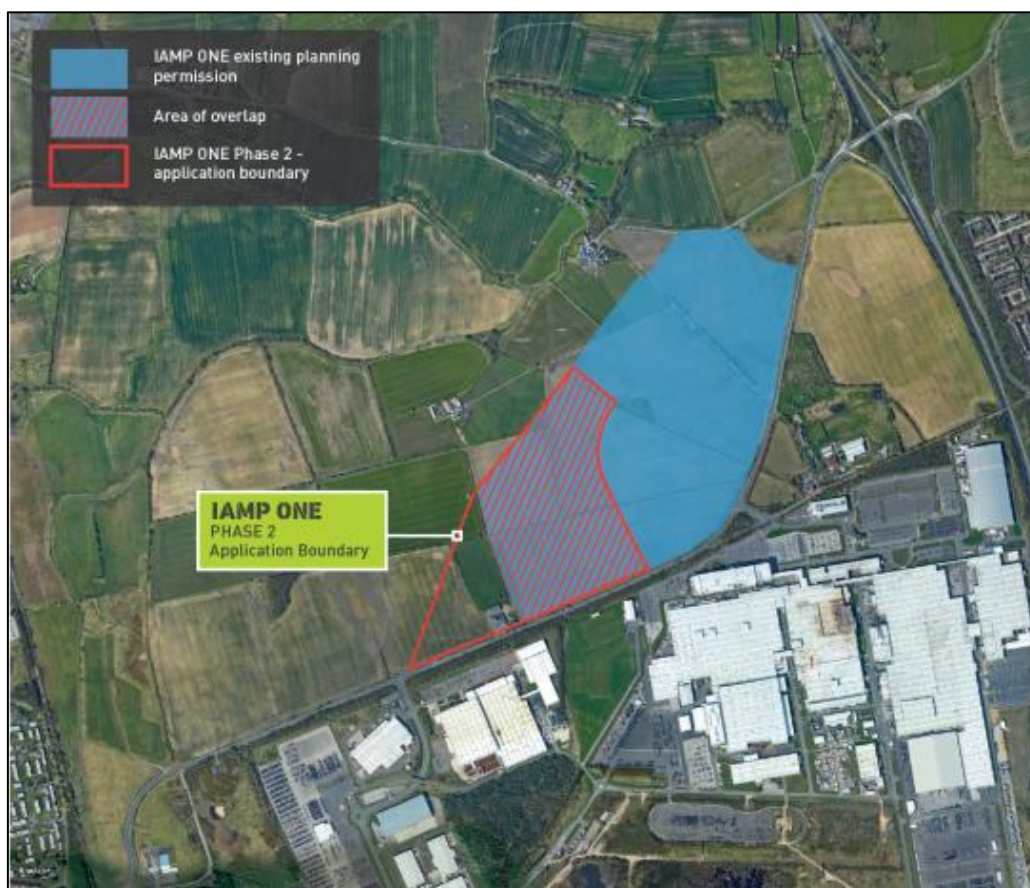 IAMP ONE existing planning
permission
Area of overlap
IAMP ONE Phase 2 -
application boundary
IAMP ONE
PHASE 2
Application Boundary